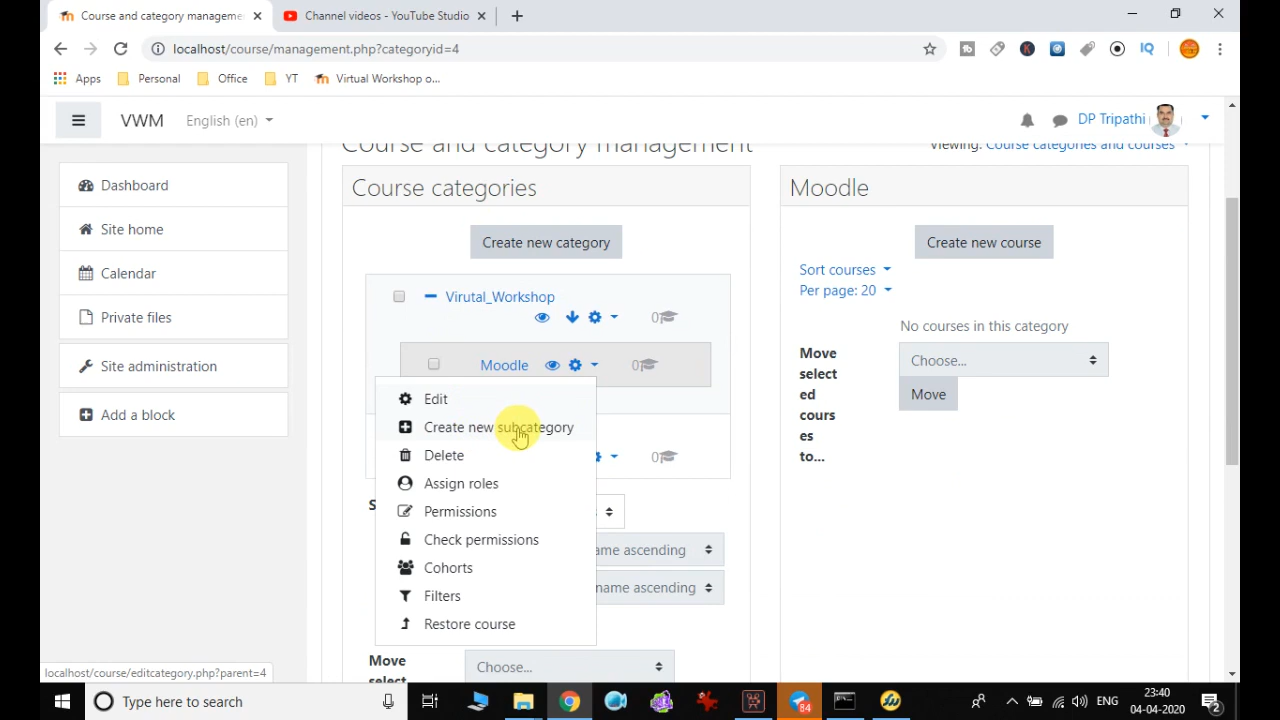 Course and category manageme
Channel videos - YouTube Studio
localhost/course/management.php?categoryid=4
Apps
Personal
Office
YT
Virtual Workshop o...
VWM
English (en)
DP Tripathi
Course and category management
Viewing: Course categories and courses
Dashboard
Site home
Calendar
Private files
Site administration
Add a block
Course categories
Create new category
Virutal_Workshop
0
Moodle
0
Edit
Create new subcategory
Delete
Assign roles
Permissions
Check permissions
Cohorts
Filters
Restore course
0
S
ame ascending
name ascending
Move
selected
Choose...
Moodle
Create new course
Sort courses
Per page: 20
No courses in this category
Move
select
ed
cours
es
to...
Choose...
Move
localhost/course/editcategory.php?parent=4
Type here to search
84
ENG
23:40
04-04-2020
2
IQ
K